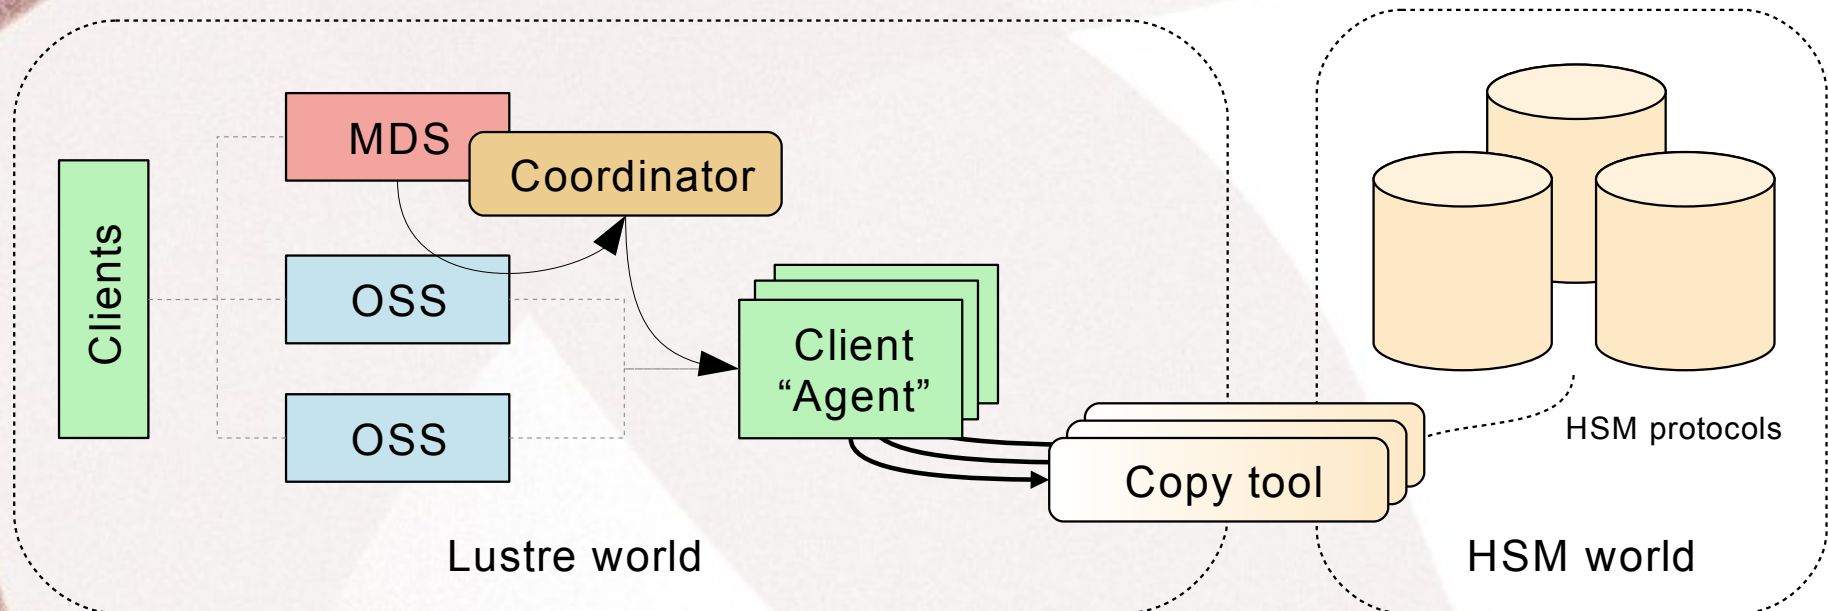 MDS
Coordinator
Clients
OSS
Client
“Agent”
OSS
HSM protocols
Copy tool
Lustre world
HSM world